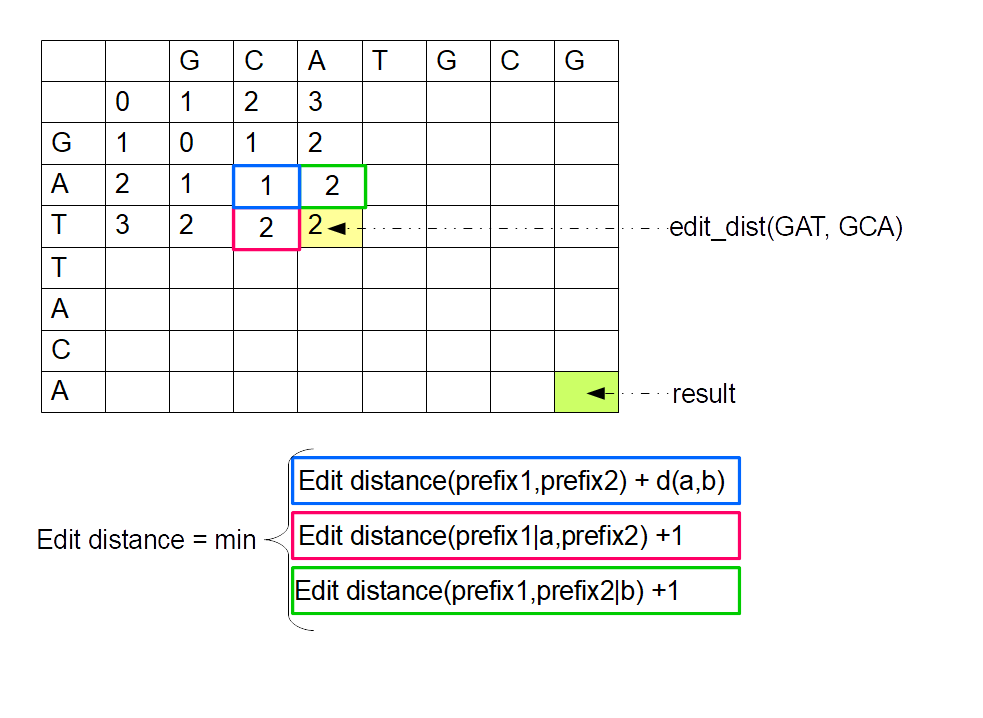 G C A T G C G
0 1 2 3
G 1 0 1 2
A 2 1 1 2
T 3 2 2 2 edit_dist(GAT, GCA)
T
A
C
A result
Edit distance(prefix1,prefix2) + d(a,b)
Edit distance = min Edit distance(prefix1|a,prefix2) +1
Edit distance(prefix1,prefix2|b) +1